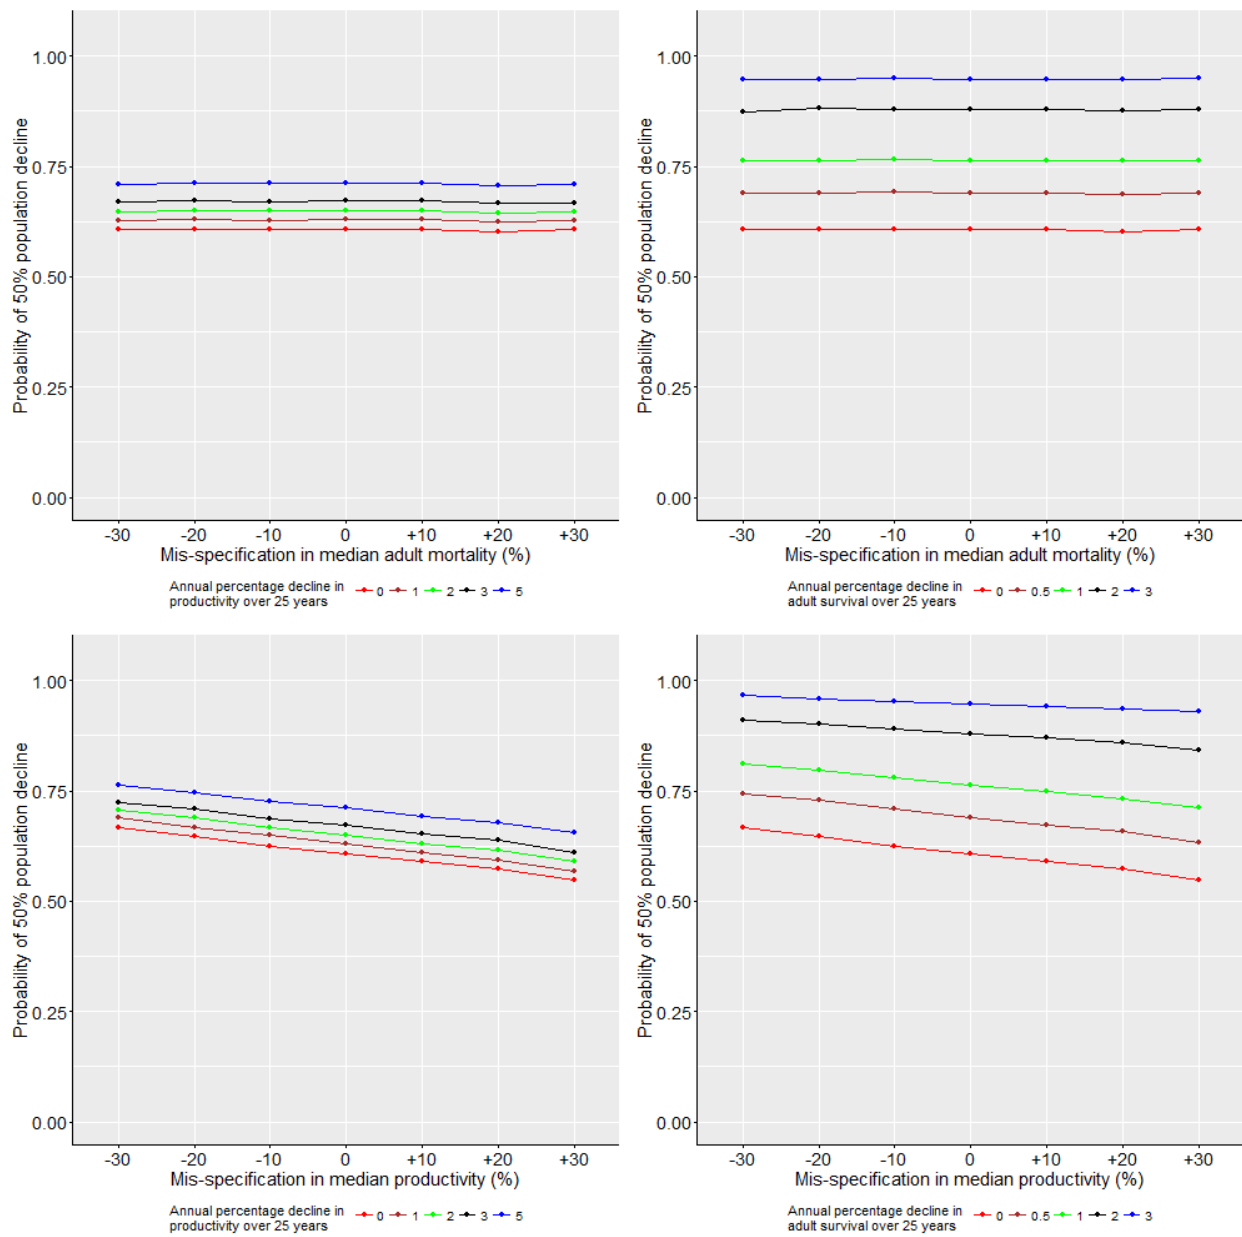 Probability of 50% population decline
1.00
0.75
0.50
0.25
0.00
-30 -20 -10 0 +10 +20 +30
Mis-specification in median adult mortality (%)
Annual percentage decline in
productivity over 25 years
0 1 2 3 5
Probability of 50% population decline
1.00
0.75
0.50
0.25
0.00
-30 -20 -10 0 +10 +20 +30
Mis-specification in median adult mortality (%)
Annual percentage decline in
adult survival over 25 years
0 0.5 1 2 3
Probability of 50% population decline
1.00
0.75
0.50
0.25
0.00
-30 -20 -10 0 +10 +20 +30
Mis-specification in median productivity (%)
Annual percentage decline in
productivity over 25 years
0 1 2 3 5
Probability of 50% population decline
1.00
0.75
0.50
0.25
0.00
-30 -20 -10 0 +10 +20 +30
Mis-specification in median productivity (%)
Annual percentage decline in
adult survival over 25 years
0 0.5 1 2 3